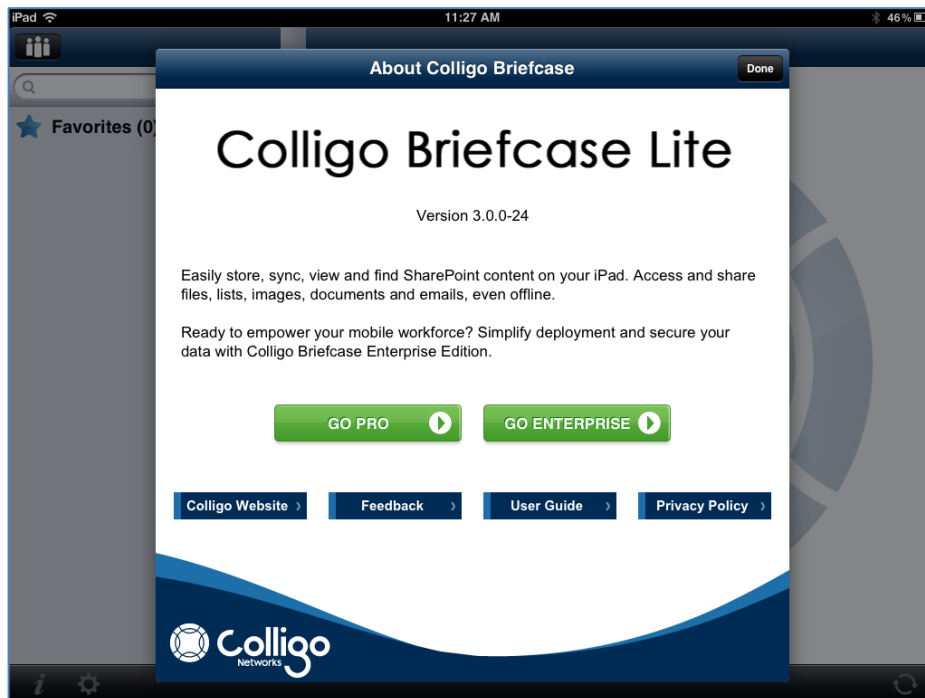 iPad 11:27 AM 46%
About Colligo Briefcase Done
Favorites (0)
Colligo Briefcase Lite
Version 3.0.0-24
Easily store, sync, view and find SharePoint content on your iPad. Access and share
files, lists, images, documents and emails, even offline.
Ready to empower your mobile workforce? Simplify deployment and secure your
data with Colligo Briefcase Enterprise Edition.
GO PRO GO ENTERPRISE
Colligo Website Feedback User Guide Privacy Policy
Colligo
Networks